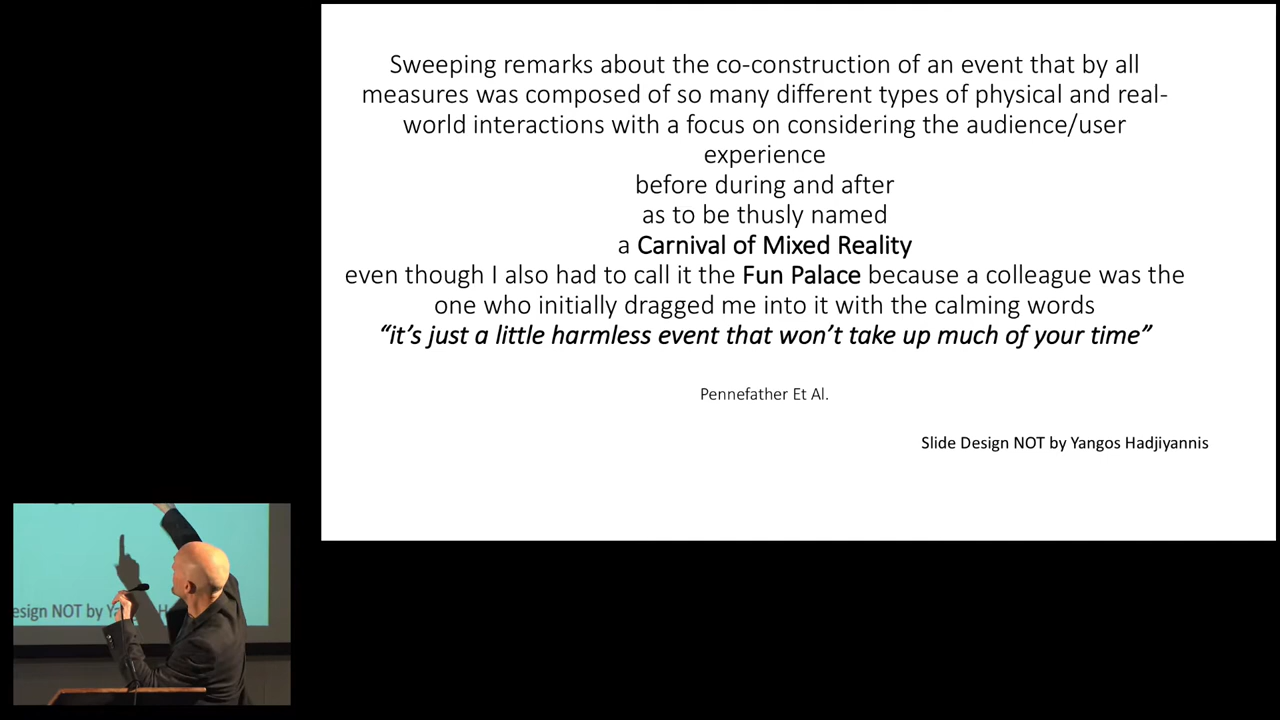 Sweeping remarks about the co-construction of an event that by all
measures was composed of so many different types of physical and real-
world interactions with a focus on considering the audience/user
experience
before during and after
as to be thusly named
a Carnival of Mixed Reality
even though I also had to call it the Fun Palace because a colleague was the
one who initially dragged me into it with the calming words
“it’s just a little harmless event that won’t take up much of your time”
Pennefather Et Al.
Slide Design NOT by Yangos Hadjiyannis
esign NOT by Ya